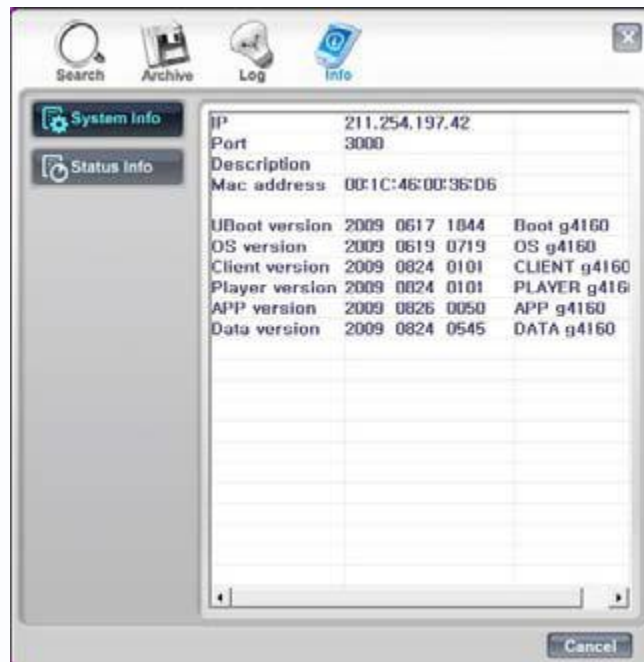 Search Archive Log Info
System Info
Status Info
IP 211.254.197.42
Port 3000
Description
Mac address 00:1C:46:00:36:D6
UBoot version 2009 0617 1844 Boot g4160
OS version 2009 0619 0719 OS g4160
Client version 2009 0824 0101 CLIENT g4160
Player version 2009 0824 0101 PLAYER g416
APP version 2009 0826 0050 APP g4160
Data version 2009 0824 0545 DATA g4160
Cancel